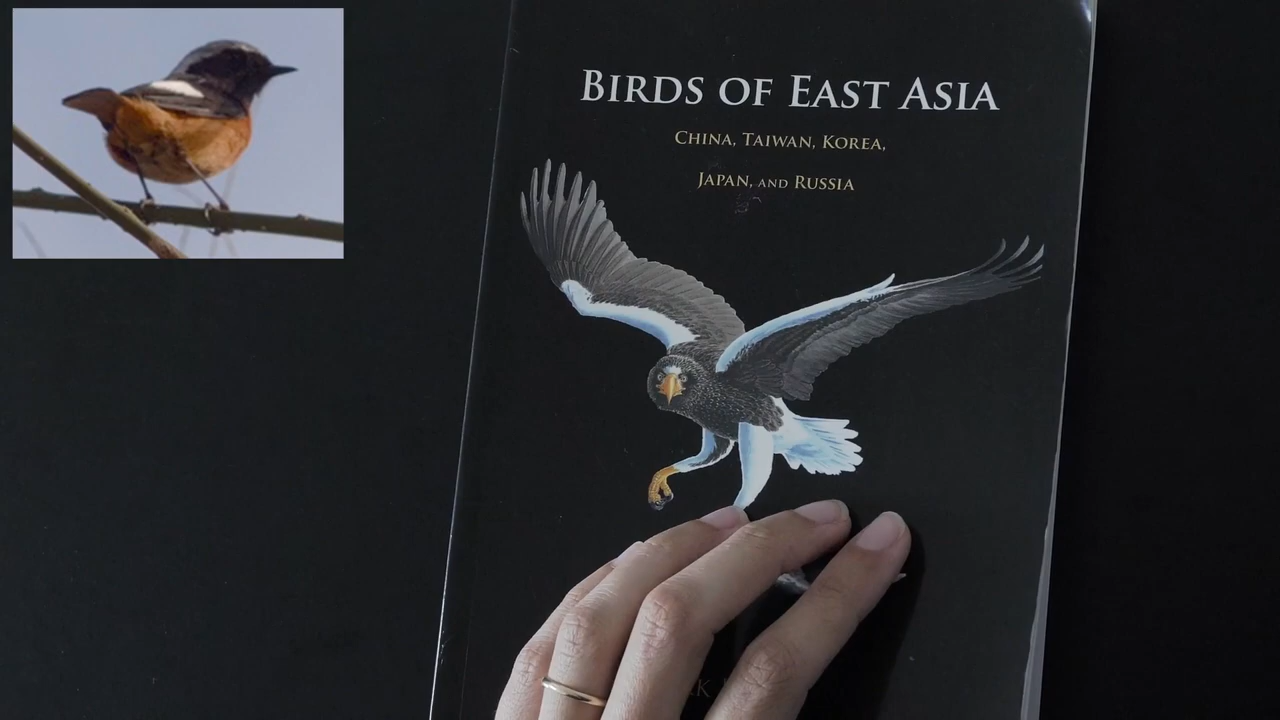 BIRDS OF EAST ASIA
CHINA, TAIWAN, KOREA,
JAPAN, AND RUSSIA